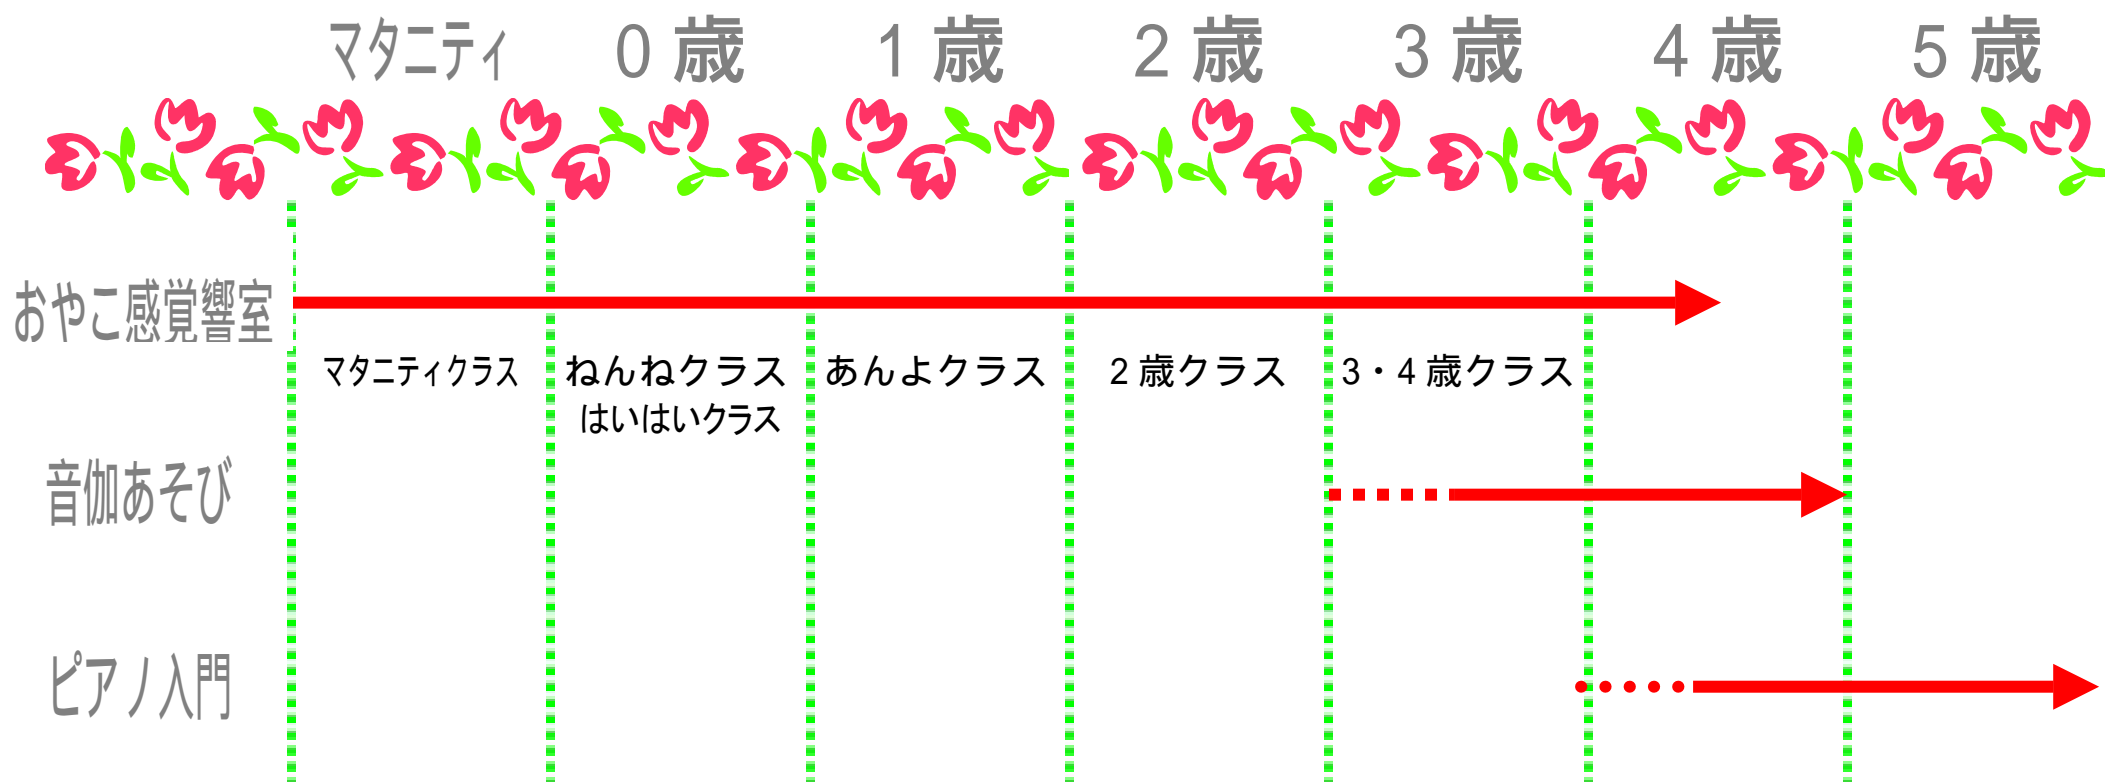 マタニティ 0歳 1歳 2歳 3歳 4歳 5歳
おやこ感覚響室
マタニティクラス ねんねクラス あんよクラス 2歳クラス 3・4歳クラス
はいはいクラス
音伽あそび
ピアノ入門